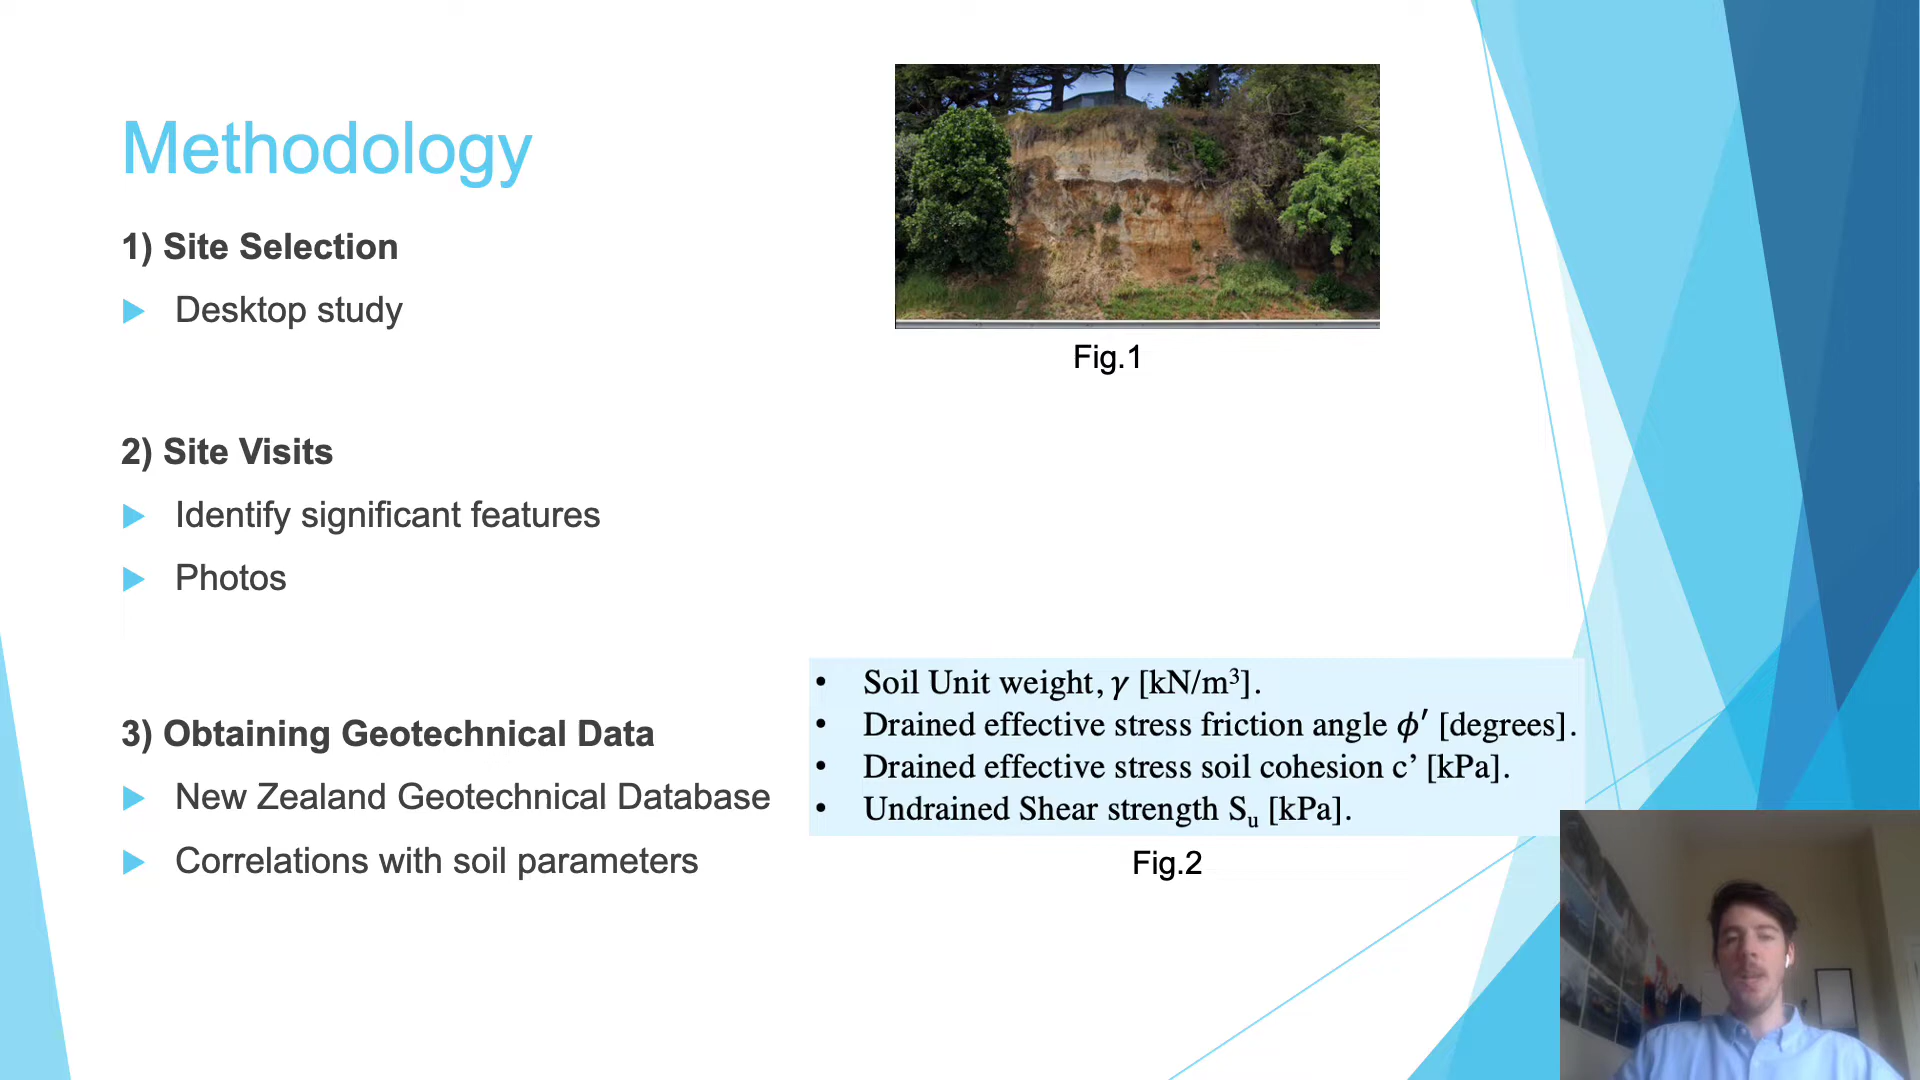 Methodology
1) Site Selection
Desktop study
Fig.1
2) Site Visits
Identify significant features
Photos
3) Obtaining Geotechnical Data
New Zealand Geotechnical Database
Correlations with soil parameters
• Soil Unit weight, γ [kN/m³].
• Drained effective stress friction angle ϕ′ [degrees].
• Drained effective stress soil cohesion c’ [kPa].
• Undrained Shear strength Sᵤ [kPa].
Fig.2